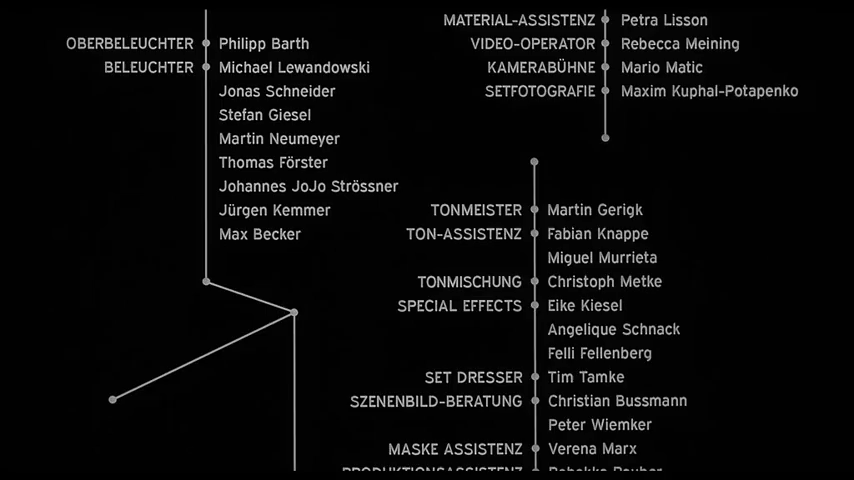 OBERBELEUCHTER Philipp Barth
BELEUCHTER Michael Lewandowski
Jonas Schneider
Stefan Giesel
Martin Neumeyer
Thomas Förster
Johannes JoJo Strössner
Jürgen Kemmer
Max Becker
MATERIAL-ASSISTENZ Petra Lisson
VIDEO-OPERATOR Rebecca Meining
KAMERABÜHNE Mario Matic
SETFOTOGRAFIE Maxim Kuphal-Potapenko
TONMEISTER Martin Gerigk
TON-ASSISTENZ Fabian Knappe
Miguel Murrieta
TONMISCHUNG Christoph Metke
SPECIAL EFFECTS Eike Kiesel
Angelique Schnack
Felli Fellenberg
SET DRESSER Tim Tamke
SZENENBILD-BERATUNG Christian Bussmann
Peter Wiemker
MASKE ASSISTENZ Verena Marx
PRODUKTIONSASSISTENZ